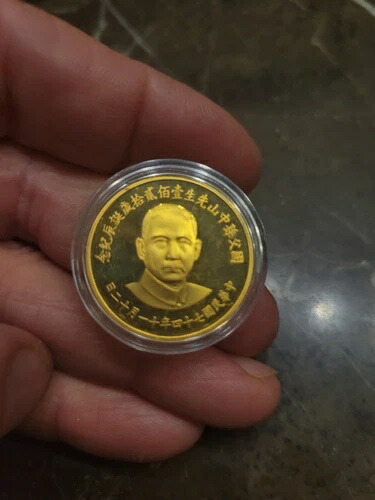 國父孫中山先生壹佰貳拾歲誕辰紀念
中華民國七十四年十一月十二日